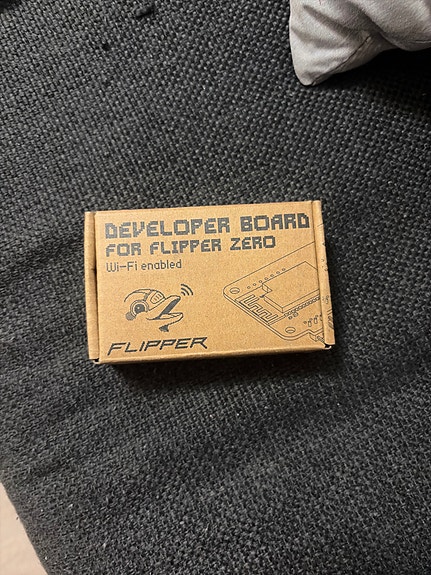 DEVELOPER BOARD
FOR FLIPPER ZERO
Wi-Fi enabled
FLIPPER